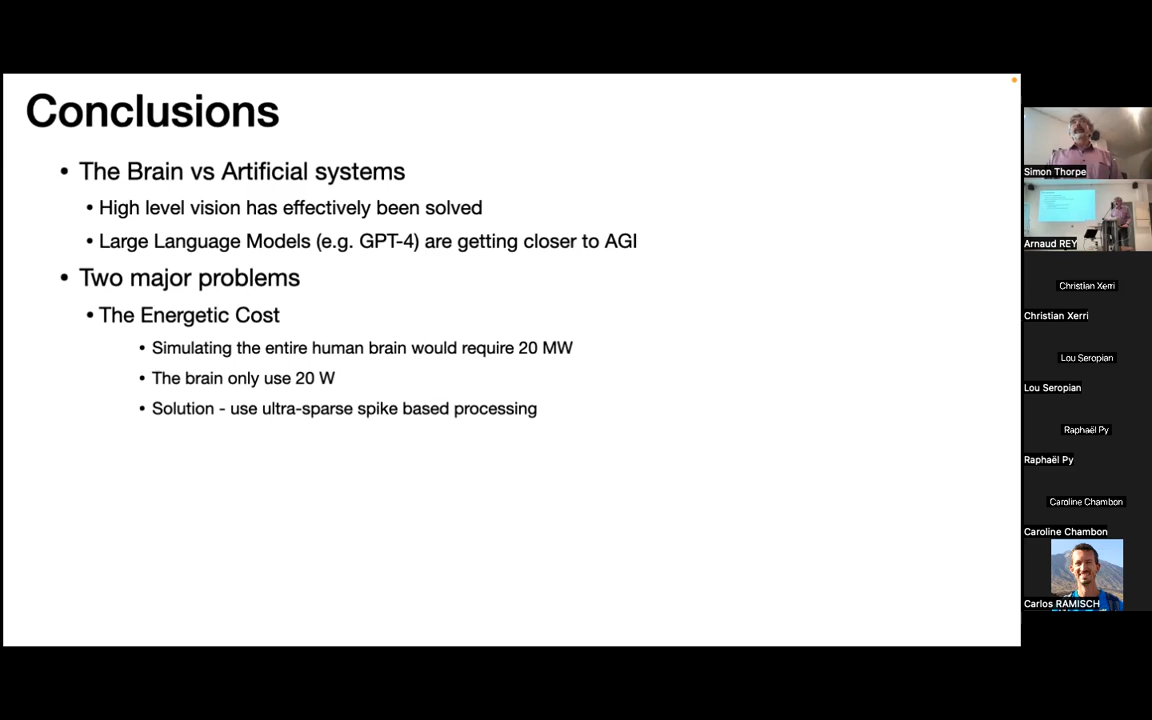 Conclusions
• The Brain vs Artificial systems
• High level vision has effectively been solved
• Large Language Models (e.g. GPT-4) are getting closer to AGI
• Two major problems
• The Energetic Cost
• Simulating the entire human brain would require 20 MW
• The brain only use 20 W
• Solution - use ultra-sparse spike based processing
Simon Thorpe
Arnaud REY
Christian Xerri
Christian Xerri
Lou Seropian
Lou Seropian
Raphaël Py
Raphaël Py
Caroline Chambon
Caroline Chambon
Carlos RAMISCH